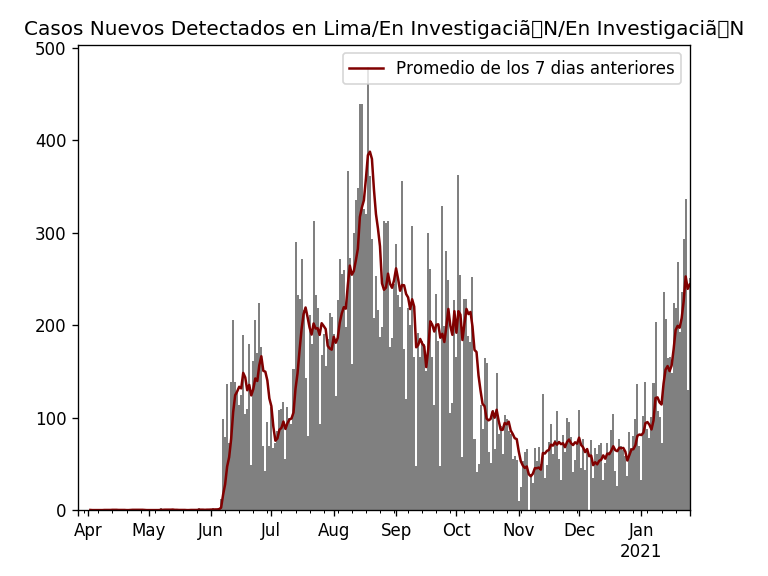 Casos Nuevos Detectados en Lima/En Investigaciã▯N/En Investigaciã▯N
Promedio de los 7 dias anteriores
500
400
300
200
100
0
Apr May Jun Jul Aug Sep Oct Nov Dec Jan
2021